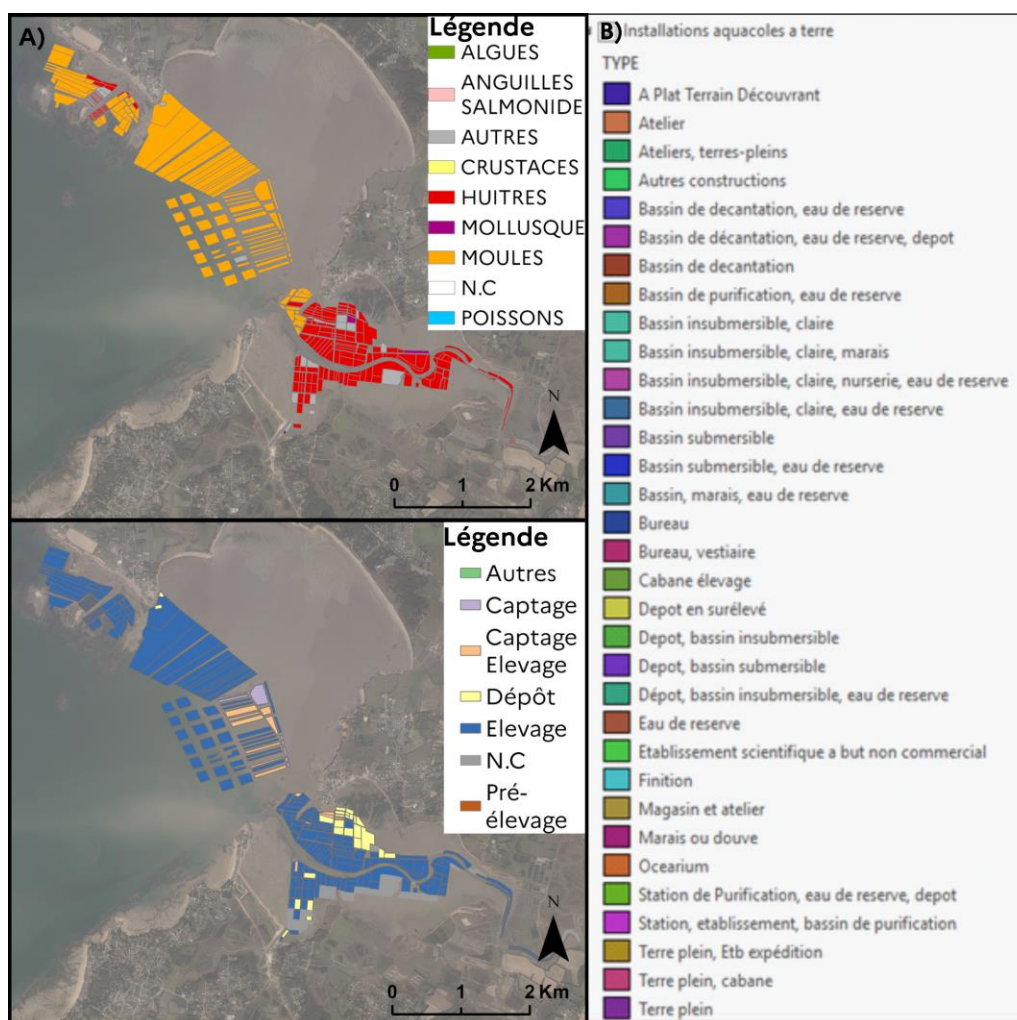 A)
Légende
ALGUES
ANGUILLES
SALMONIDE
AUTRES
CRUSTACES
HUITRES
MOLLUSQUE
MOULES
N.C
POISSONS
N
0 1 2 Km
Légende
Autres
Captage
Captage
Elevage
Dépôt
Elevage
N.C
Pré-
élevage
N
0 1 2 Km
B)
Installations aquacoles a terre
TYPE
A Plat Terrain Découvrant
Atelier
Ateliers, terres-pleins
Autres constructions
Bassin de decantation, eau de reserve
Bassin de décantation, eau de reserve, depot
Bassin de decantation
Bassin de purification, eau de reserve
Bassin insubmersible, claire
Bassin insubmersible, claire, marais
Bassin insubmersible, claire, nurserie, eau de reserve
Bassin insubmersible, claire, eau de reserve
Bassin submersible
Bassin submersible, eau de reserve
Bassin, marais, eau de reserve
Bureau
Bureau, vestiaire
Cabane élevage
Depot en surélevé
Depot, bassin insubmersible
Depot, bassin submersible
Dépot, bassin insubmersible, eau de reserve
Eau de reserve
Etablissement scientifique a but non commercial
Finition
Magasin et atelier
Marais ou douve
Ocearium
Station de Purification, eau de reserve, depot
Station, etablissement, bassin de purification
Terre plein, Etb expédition
Terre plein, cabane
Terre plein